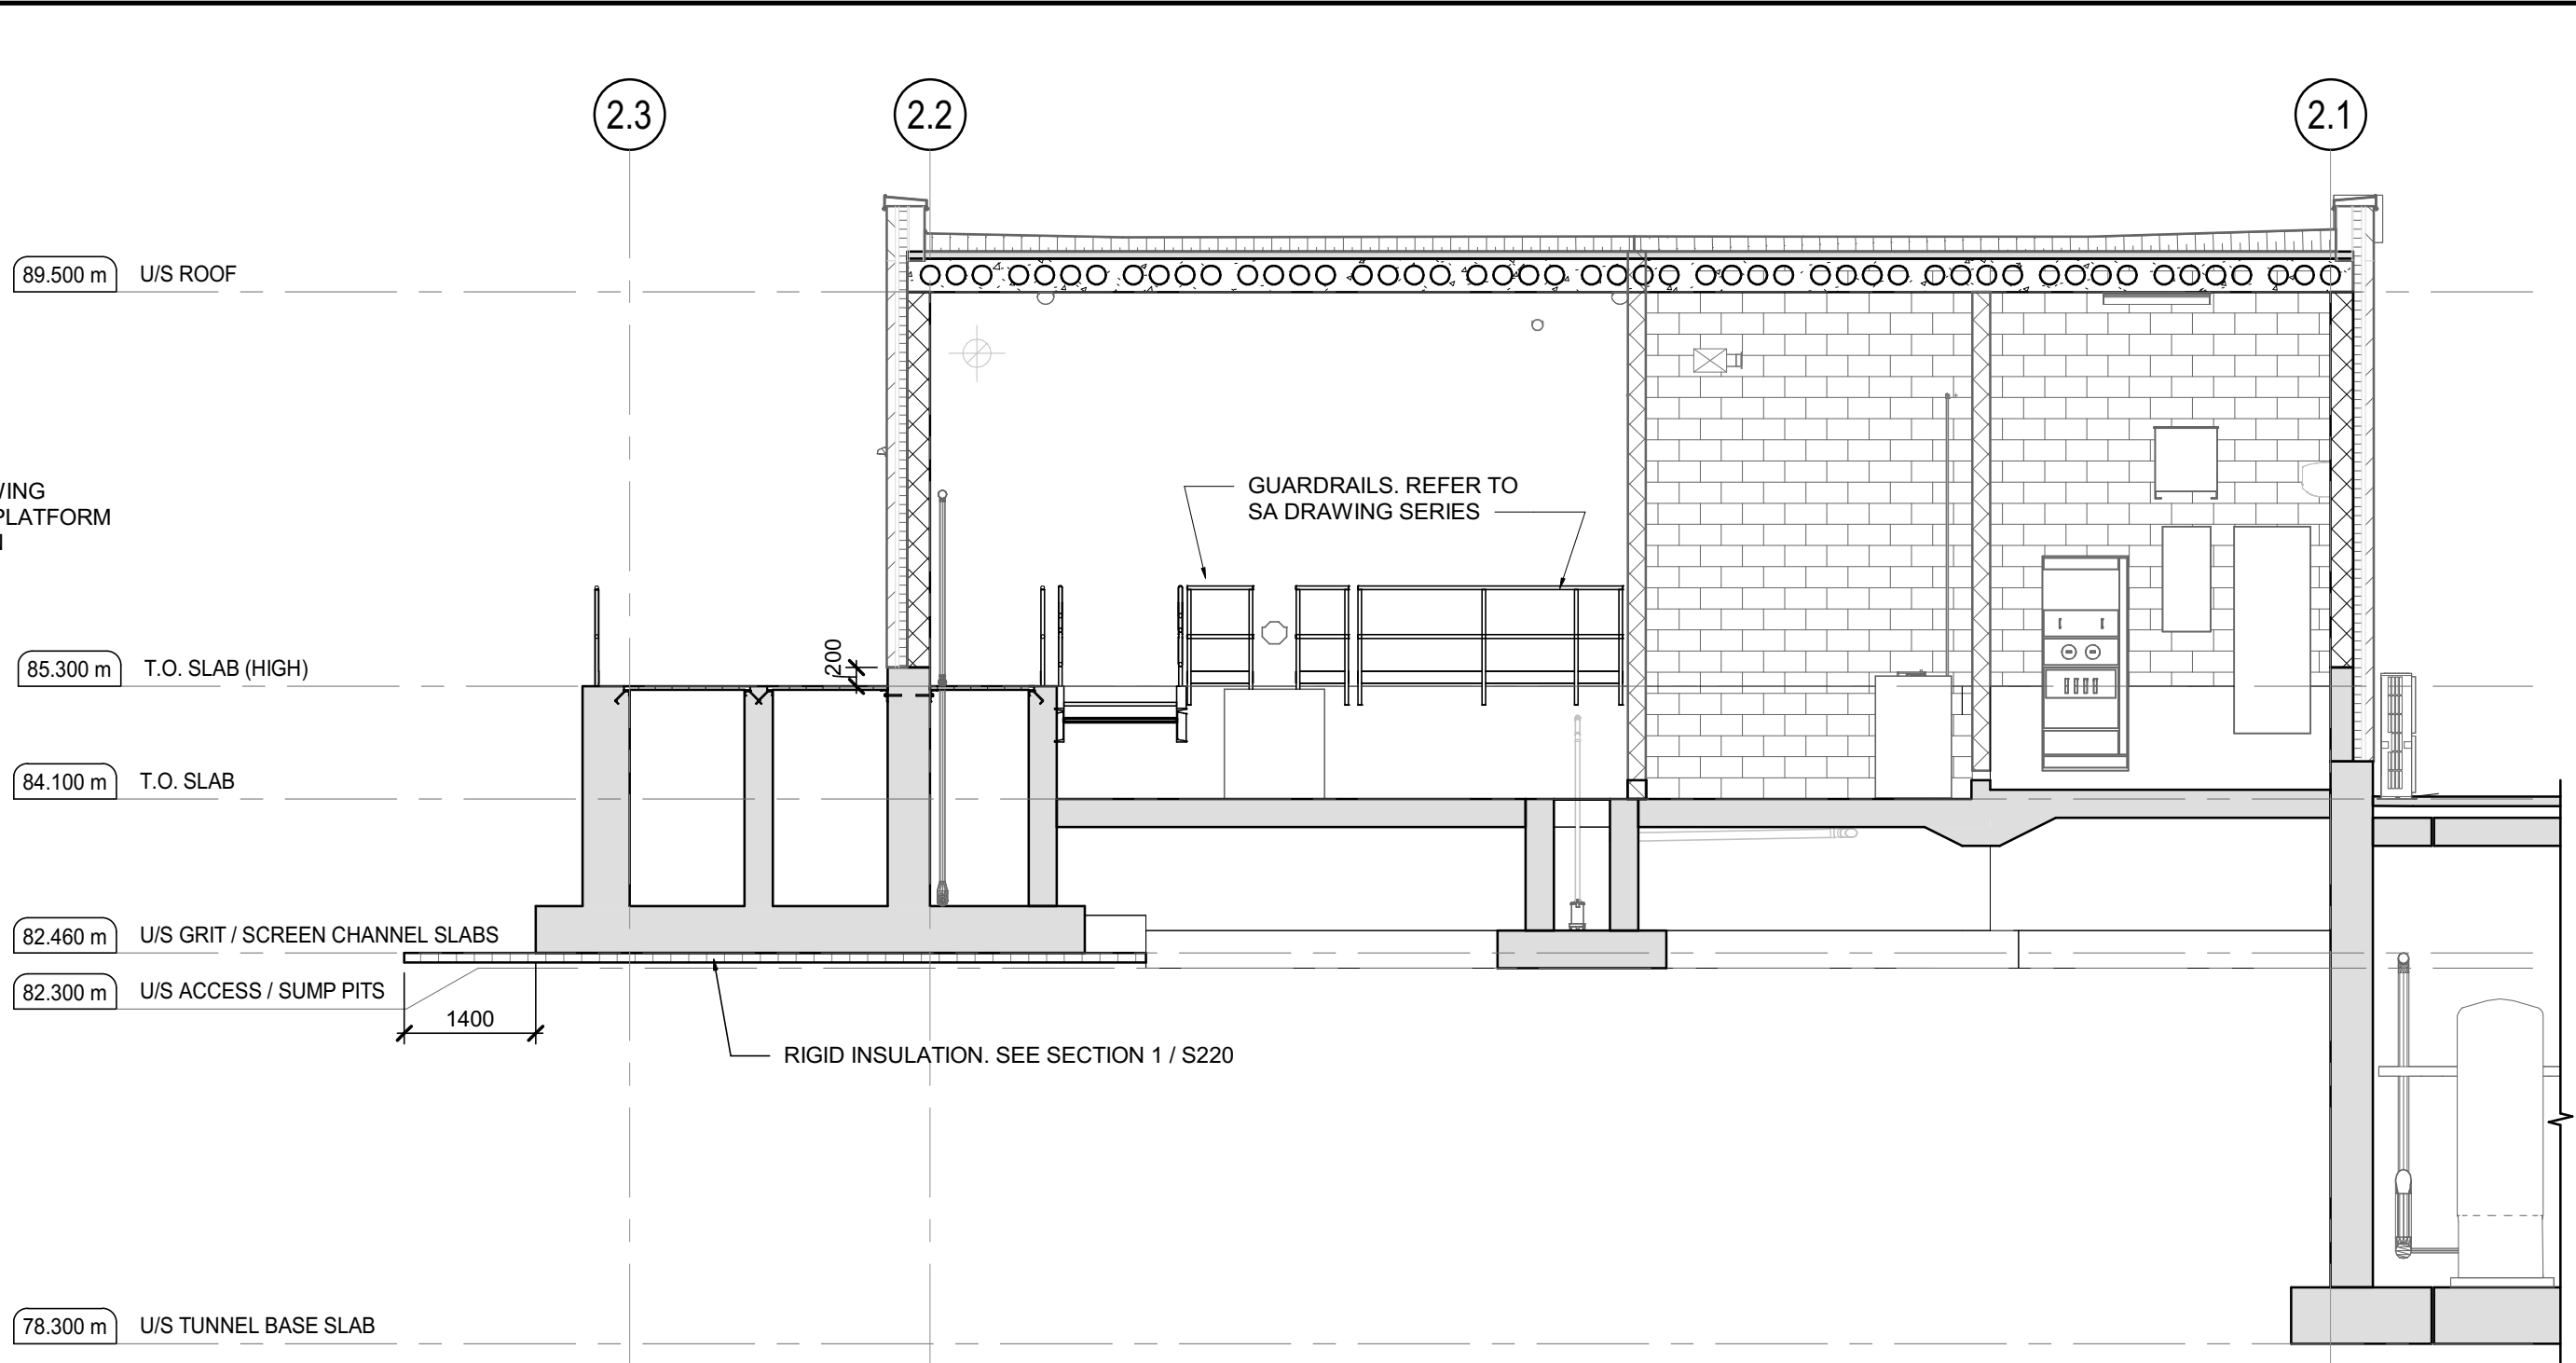 2.3
2.2
2.1
89.500 m U/S ROOF
GUARDRAILS. REFER TO
SA DRAWING SERIES
PLATFORM
200
85.300 m T.O. SLAB (HIGH)
84.100 m T.O. SLAB
82.460 m U/S GRIT / SCREEN CHANNEL SLABS
82.300 m U/S ACCESS / SUMP PITS
1400
RIGID INSULATION. SEE SECTION 1 / S220
78.300 m U/S TUNNEL BASE SLAB